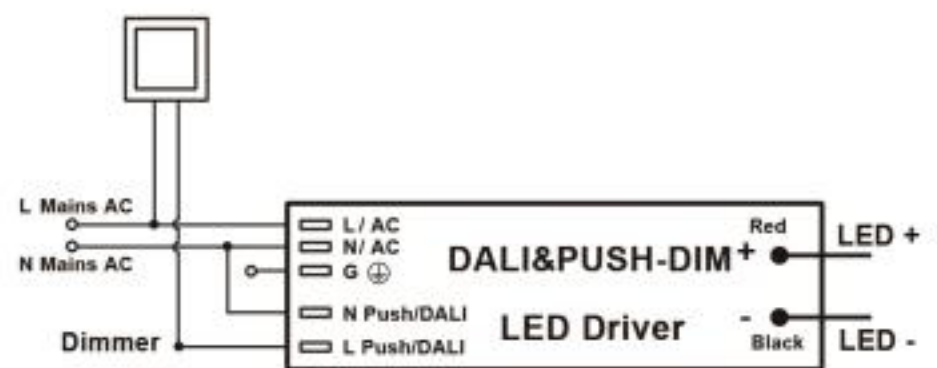 L Mains AC
N Mains AC
Dimmer
L/ AC
N/ AC
G
N Push/DALI
L Push/DALI
DALI&PUSH-DIM
LED Driver
Red
+
-
Black
LED +
LED -